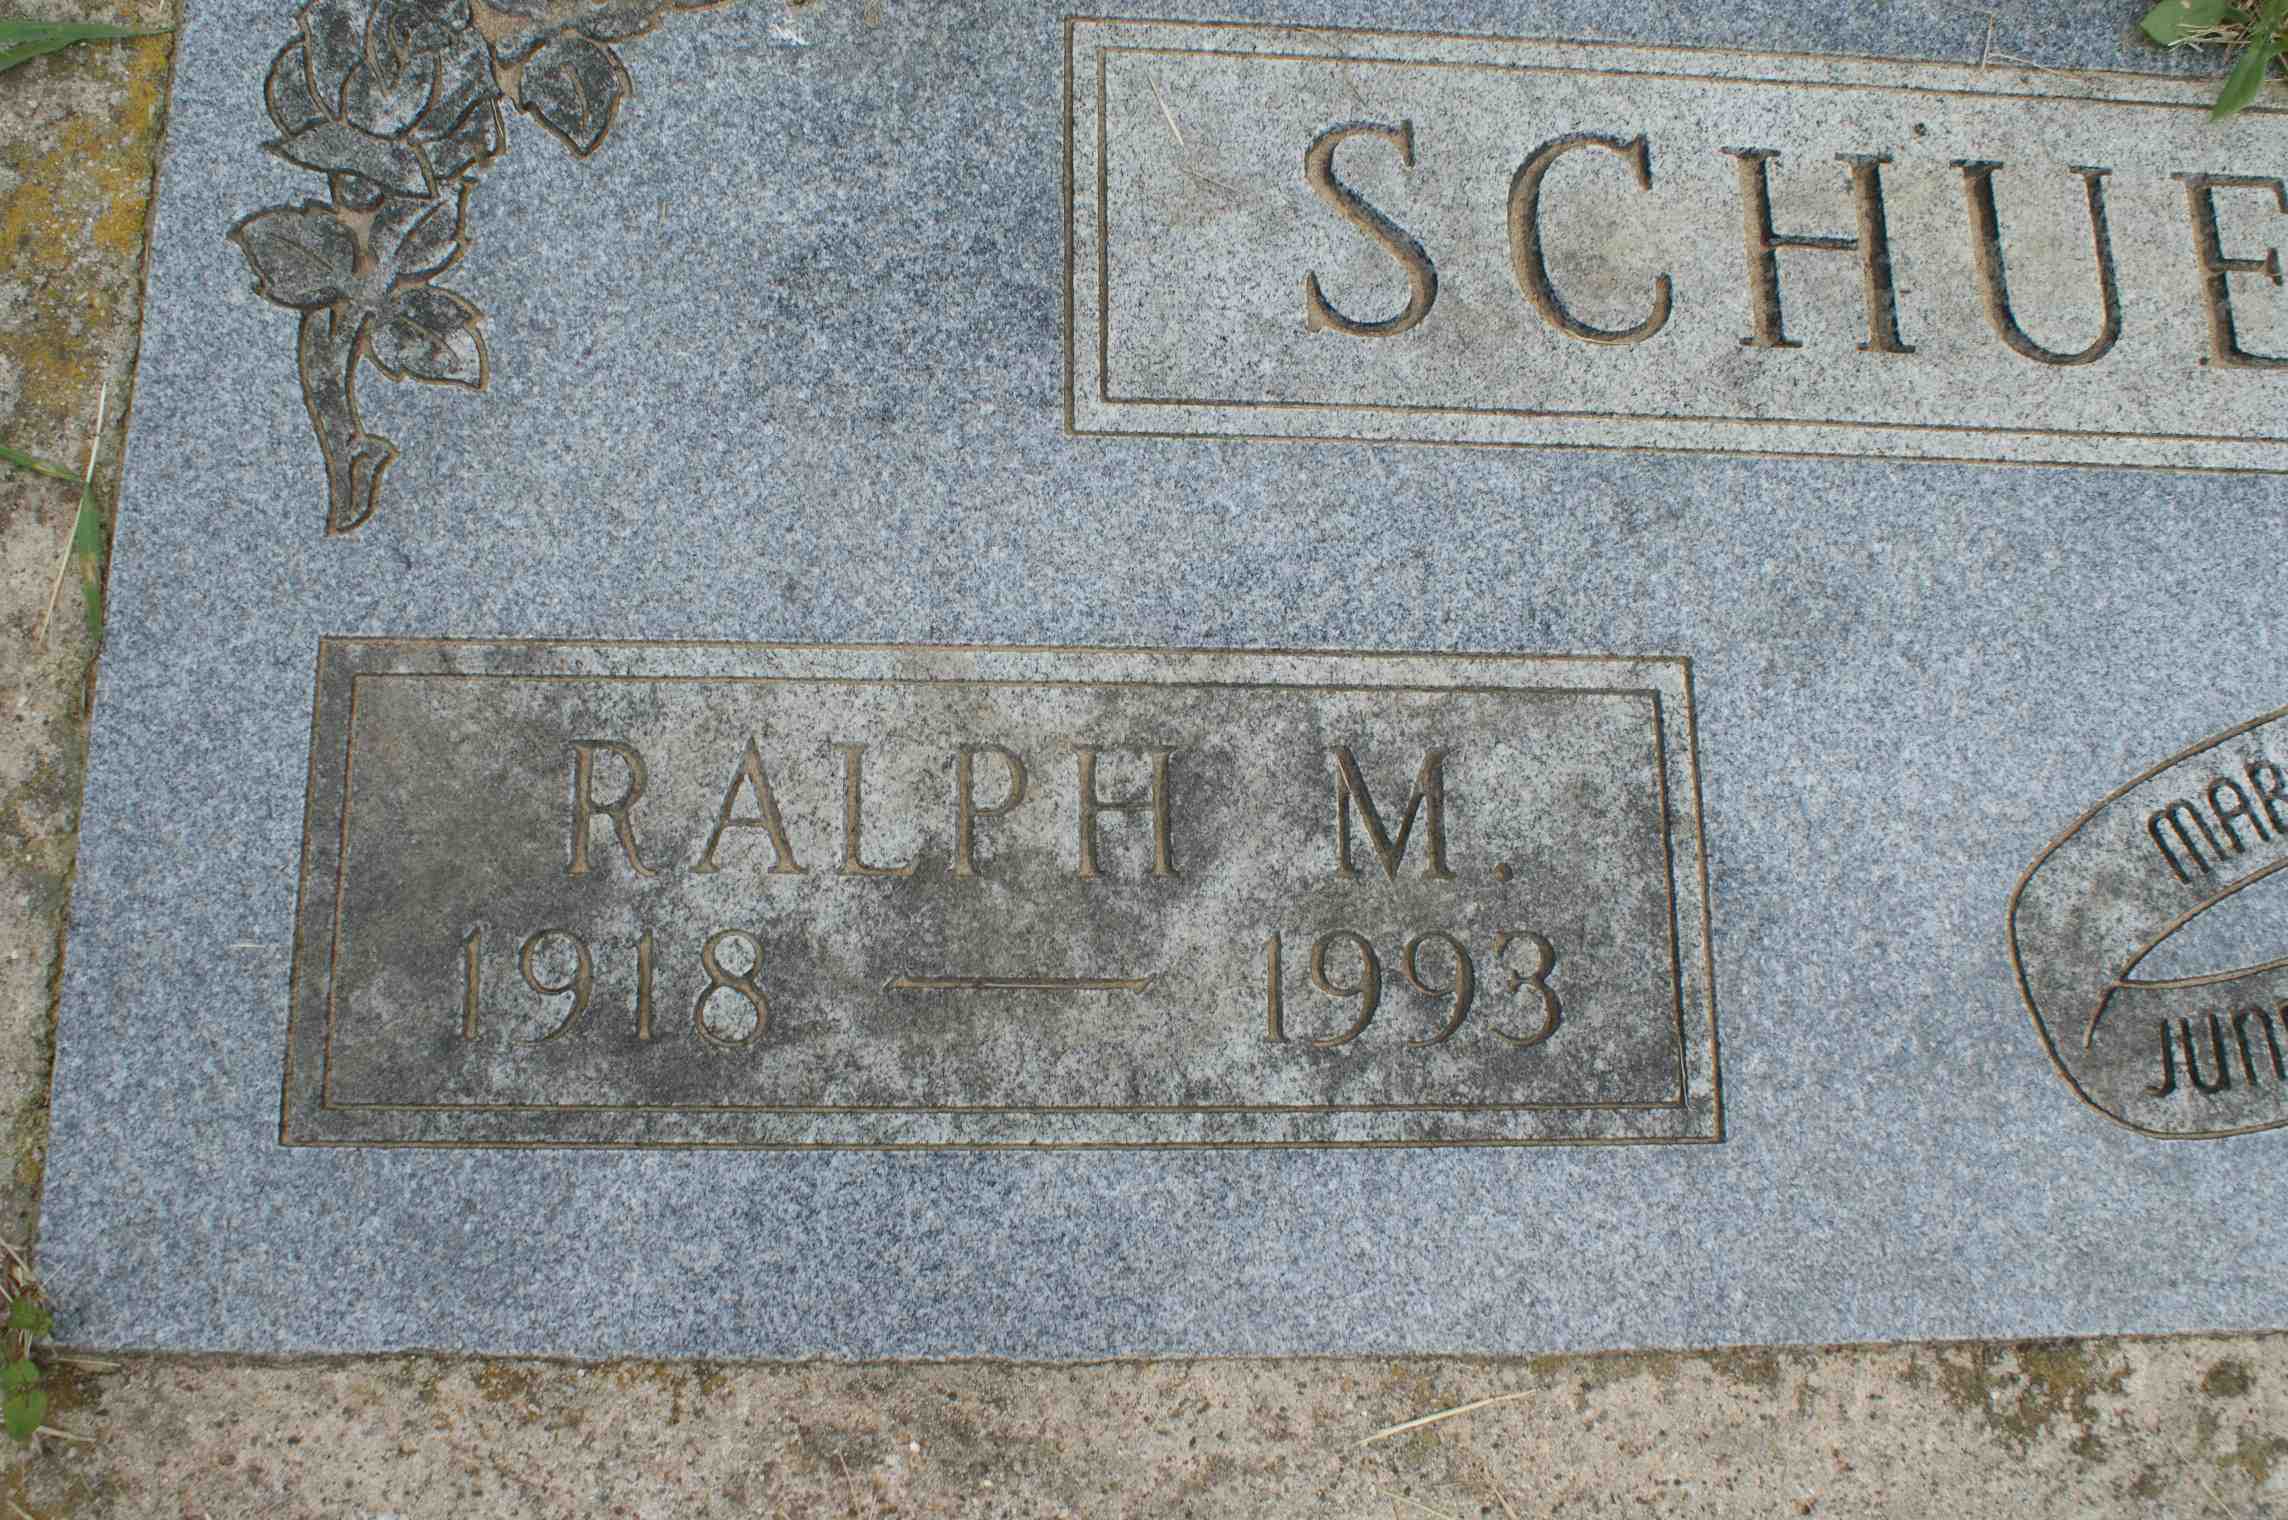 SCHUE
RALPH M.
1918 — 1993
MAR
JUN